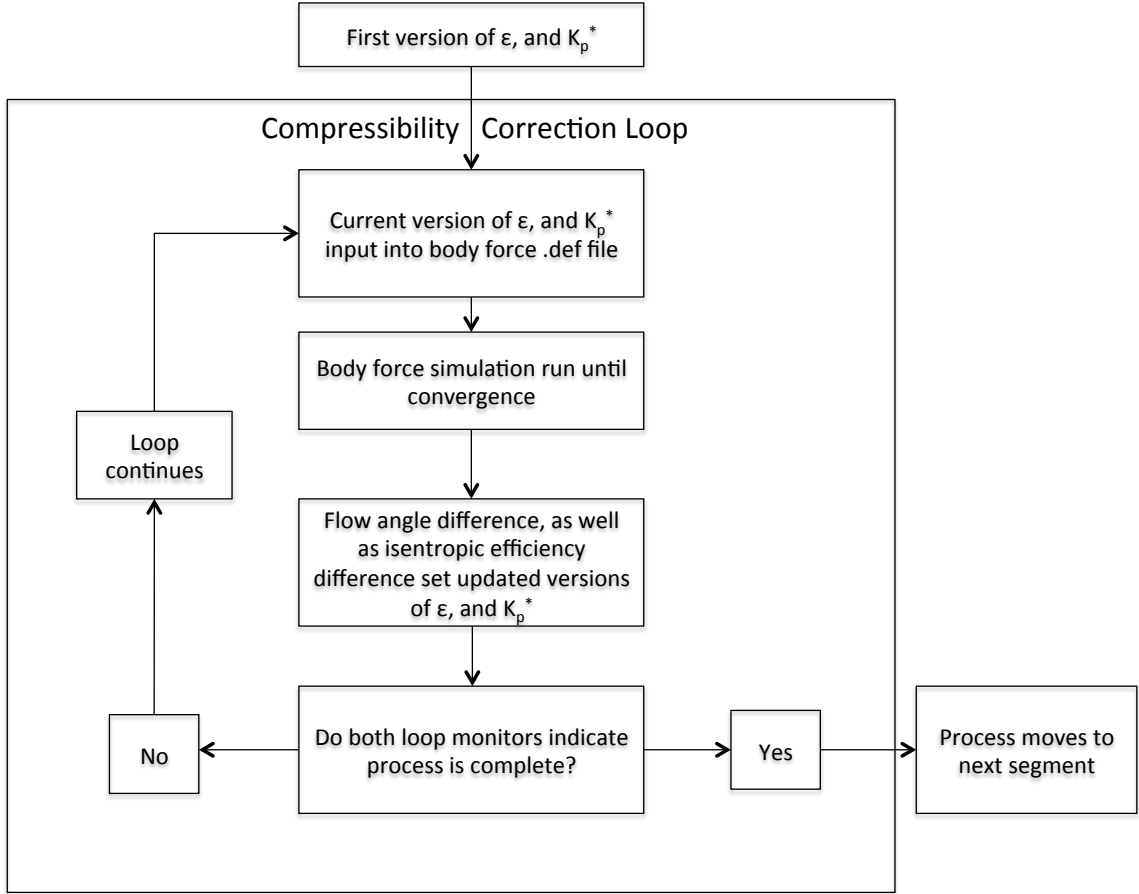 First version of ε, and Kp*
Compressibility Correction Loop
Current version of ε, and Kp*
input into body force .def file
Body force simulation run until
convergence
Loop
continues
Flow angle difference, as well
as isentropic efficiency
difference set updated versions
of ε, and Kp*
No
Do both loop monitors indicate
process is complete?
Yes
Process moves to
next segment